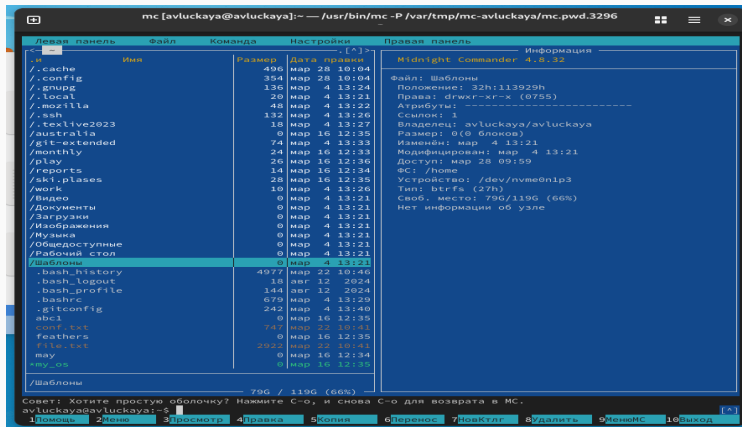 mc [avluckaya@avluckaya]:~ — /usr/bin/mc -P /var/tmp/mc-avluckaya/mc.pwd.3296
Левая панель Файл Команда Настройки Правая панель
<— ~ .[^]> Информация
.и Имя Размер Дата правки Midnight Commander 4.8.32
/.cache 496 мар 28 10:04
/.config 354 мар 28 10:04 Файл: Шаблоны
/.gnupg 136 мар 4 13:24 Положение: 32h:113929h
/.local 20 мар 4 13:21 Права: drwxr-xr-x (0755)
/.mozilla 48 мар 4 13:22 Атрибуты: ----------------------
/.ssh 132 мар 4 13:26 Ссылок: 1
/.texlive2023 18 мар 4 13:27 Владелец: avluckaya/avluckaya
/australia 0 мар 16 12:35 Размер: 0(0 блоков)
/git-extended 74 мар 4 13:33 Изменён: мар 4 13:21
/monthly 24 мар 16 12:33 Модифицирован: мар 4 13:21
/play 26 мар 16 12:36 Доступ: мар 28 09:59
/reports 14 мар 16 12:34 ФС: /home
/ski.plases 28 мар 16 12:35 Устройство: /dev/nvme0n1p3
/work 10 мар 4 13:26 Тип: btrfs (27h)
/Видео 0 мар 4 13:21 Своб. место: 79G/119G (66%)
/Документы 0 мар 4 13:21 Нет информации об узле
/Загрузки 0 мар 4 13:21
/Изображения 0 мар 4 13:21
/Музыка 0 мар 4 13:21
/Общедоступные 0 мар 4 13:21
/Рабочий стол 0 мар 4 13:21
/Шаблоны 0 мар 4 13:21
.bash_history 4977 мар 22 10:46
.bash_logout 18 авг 12 2024
.bash_profile 144 авг 12 2024
.bashrc 679 мар 4 13:29
.gitconfig 242 мар 4 13:40
abc1 0 мар 16 12:35
conf.txt 747 мар 22 10:41
feathers 0 мар 16 12:35
file.txt 2922 мар 22 10:41
may 0 мар 16 12:34
*my_os 0 мар 16 12:35
/Шаблоны
79G / 119G (66%)
Совет: Хотите простую оболочку? Нажмите C-o, и снова C-o для возврата в MC.
avluckaya@avluckaya:~$ [^]
1Помощь 2Меню 3Просмотр 4Правка 5Копия 6Перенос 7НовКтлг 8Удалить 9МенюMC 10Выход